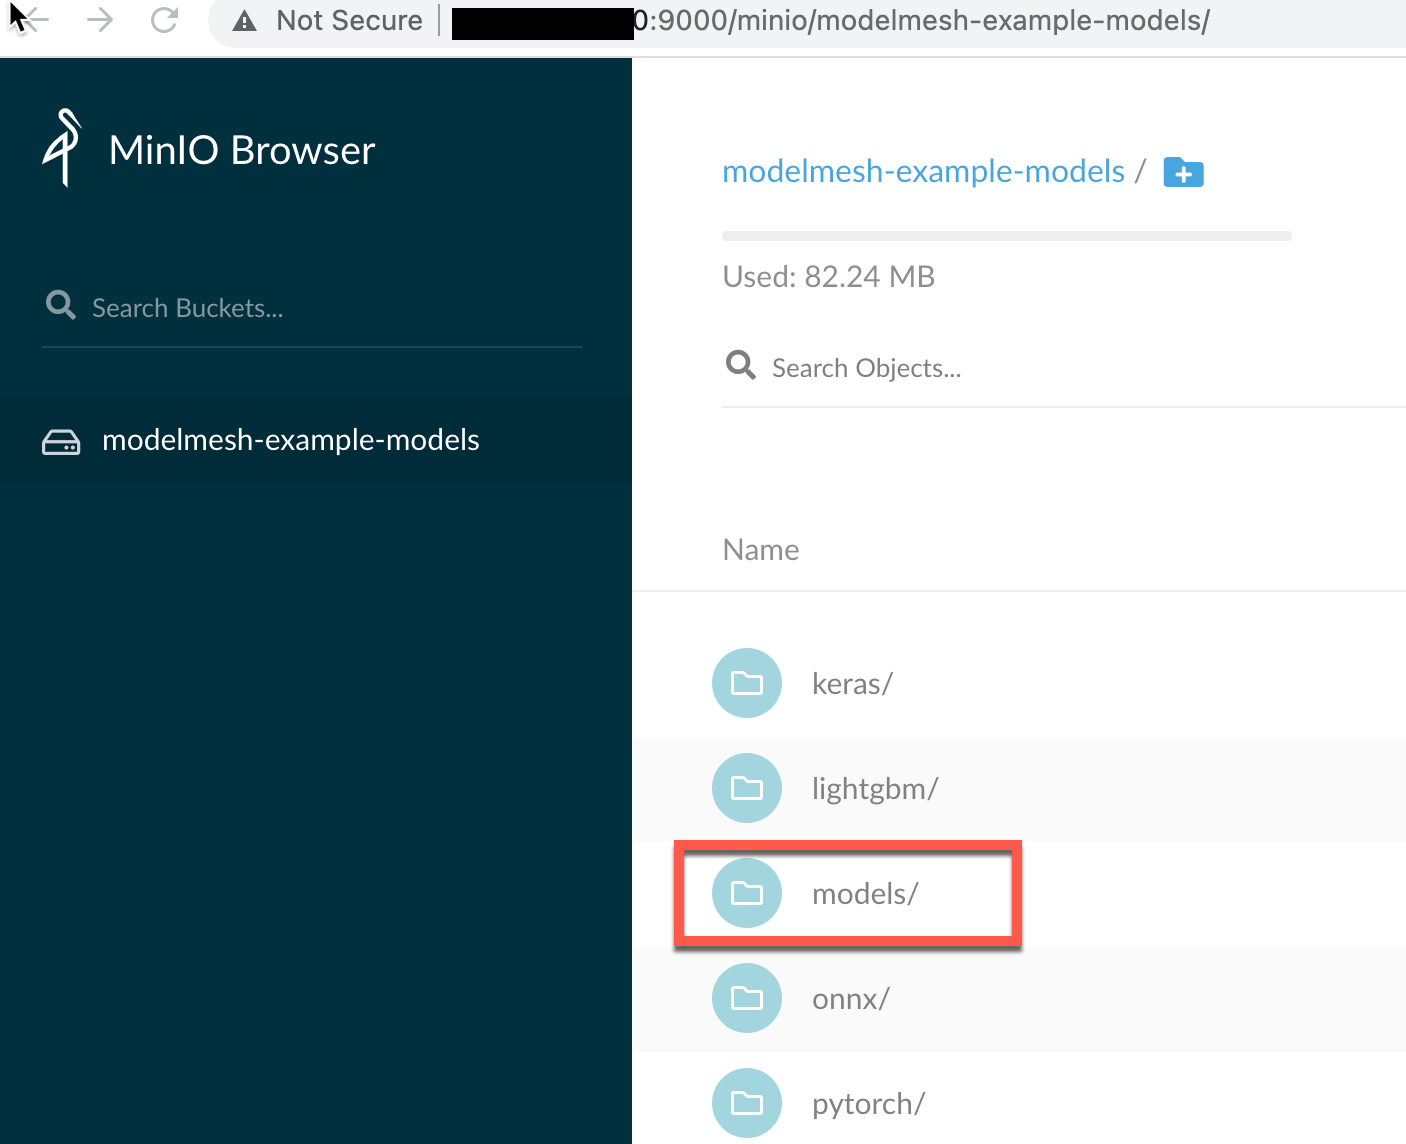 Not Secure 0:9000/minio/modelmesh-example-models/
MinIO Browser
Search Buckets...
modelmesh-example-models
modelmesh-example-models /
Used: 82.24 MB
Search Objects...
Name
keras/
lightgbm/
models/
onnx/
pytorch/